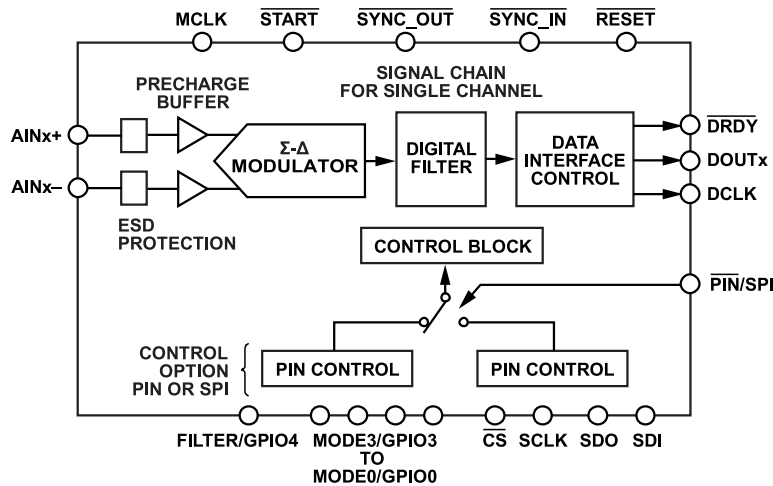 MCLK START SYNC_OUT SYNC_IN RESET
PRECHARGE
BUFFER
SIGNAL CHAIN
FOR SINGLE CHANNEL
AINx+
AINx–
Σ-Δ
MODULATOR
DIGITAL
FILTER
DATA
INTERFACE
CONTROL
DRDY
DOUTx
DCLK
ESD
PROTECTION
CONTROL BLOCK
PIN/SPI
CONTROL
OPTION
PIN OR SPI
PIN CONTROL
PIN CONTROL
FILTER/GPIO4
MODE3/GPIO3
TO
MODE0/GPIO0
CS SCLK SDO SDI